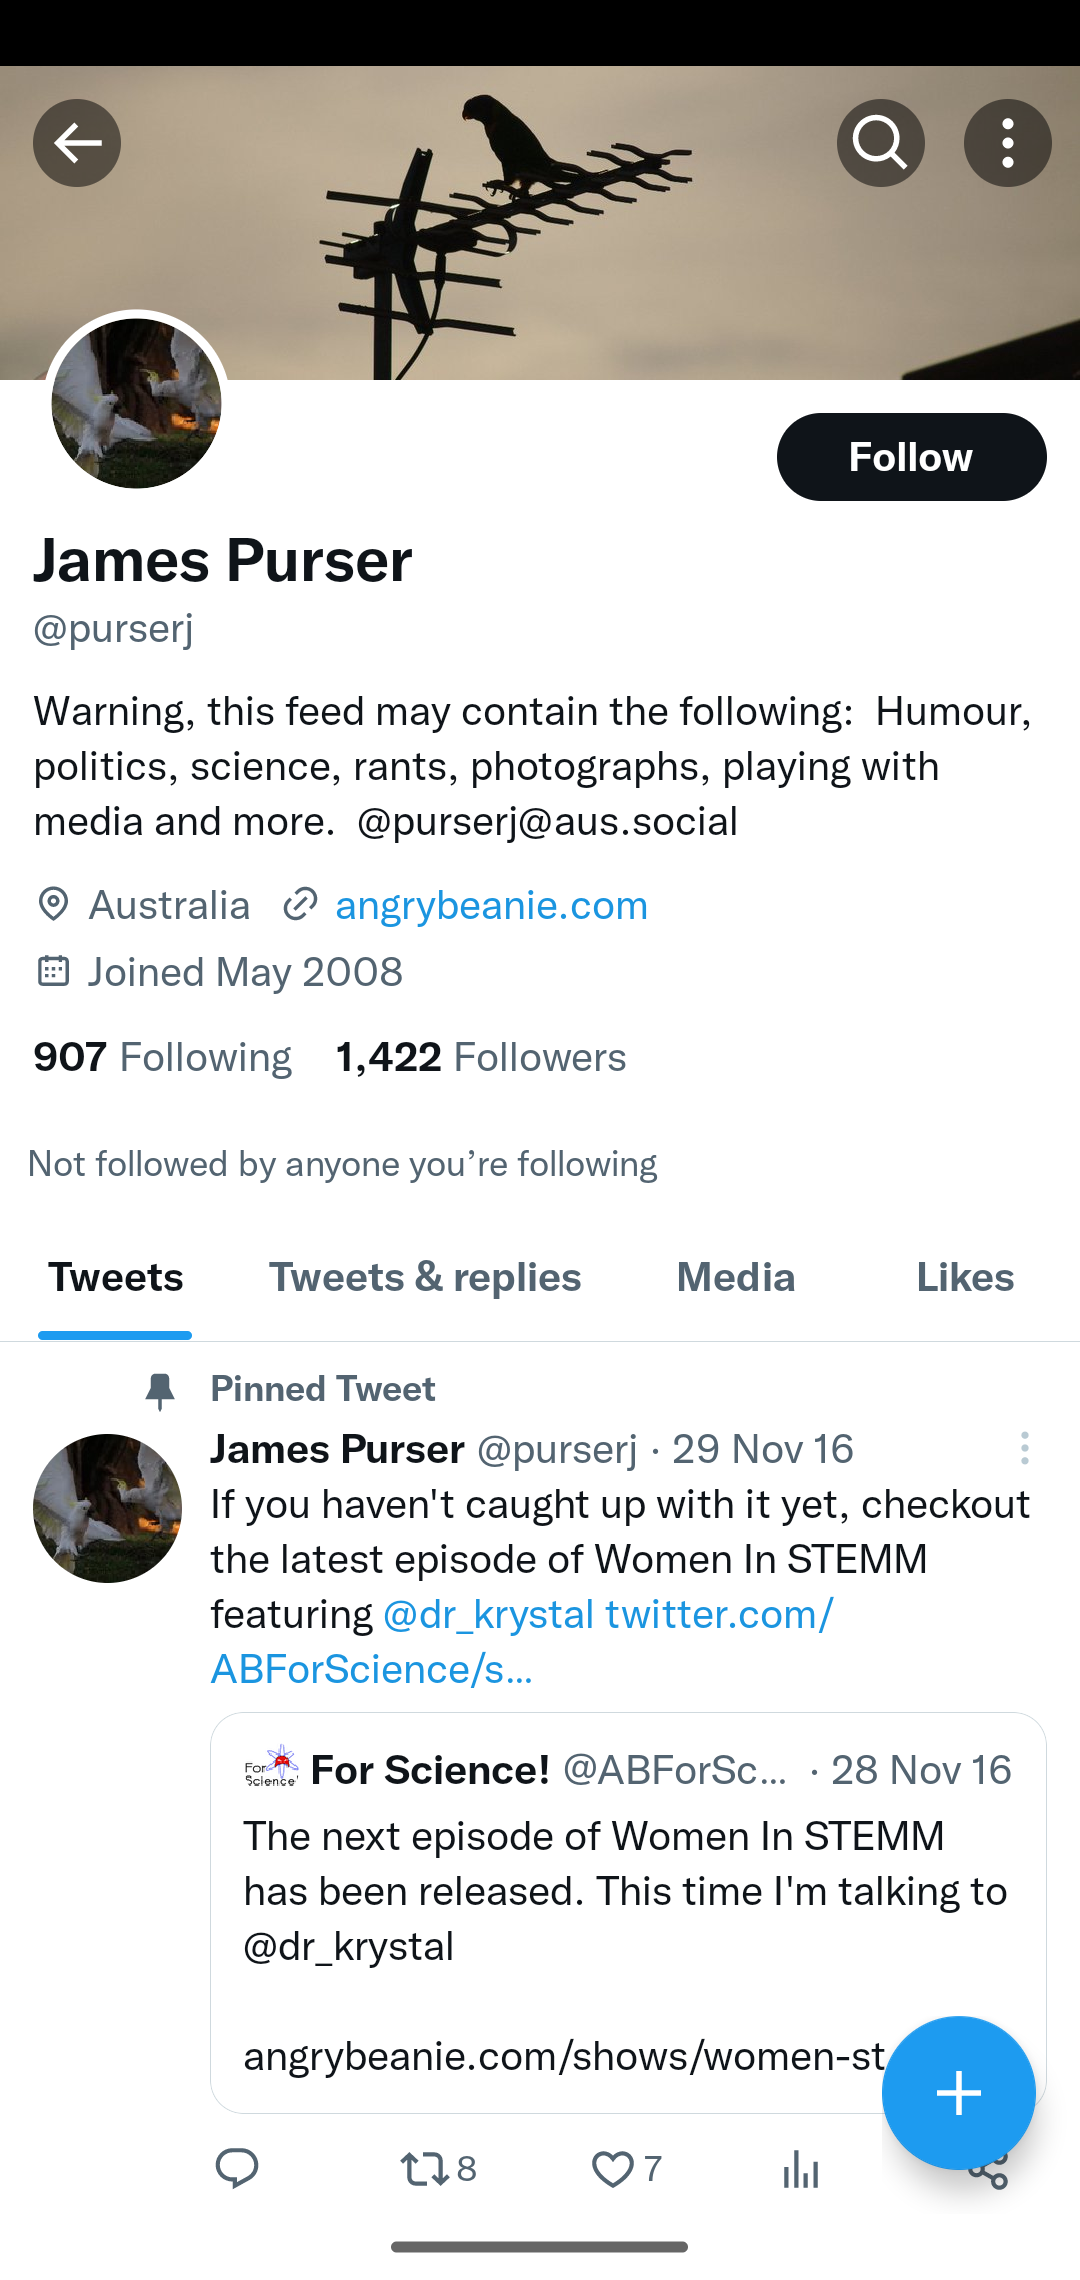 Follow
James Purser
@purserj
Warning, this feed may contain the following:  Humour,
politics, science, rants, photographs, playing with
media and more.  @purserj@aus.social
Australia angrybeanie.com
Joined May 2008
907 Following 1,422 Followers
Not followed by anyone you’re following
Tweets Tweets & replies Media Likes
Pinned Tweet
James Purser @purserj · 29 Nov 16
If you haven't caught up with it yet, checkout
the latest episode of Women In STEMM
featuring @dr_krystal twitter.com/
ABForScience/s...
For Science! For Science! @ABForSc... · 28 Nov 16
The next episode of Women In STEMM
has been released. This time I'm talking to
@dr_krystal
angrybeanie.com/shows/women-st
8 7